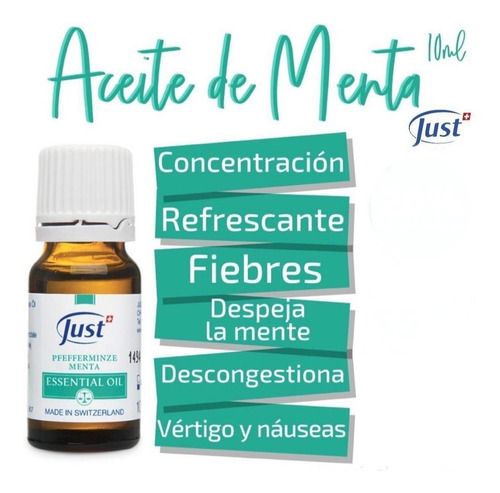 Aceite de Menta 10ml
Just
Concentración
Refrescante
Fiebres
Despeja
la mente
Descongestiona
Vértigo y náuseas
Just
PFEFFERMINZE
MENTA
ESSENTIAL OIL
MADE IN SWITZERLAND